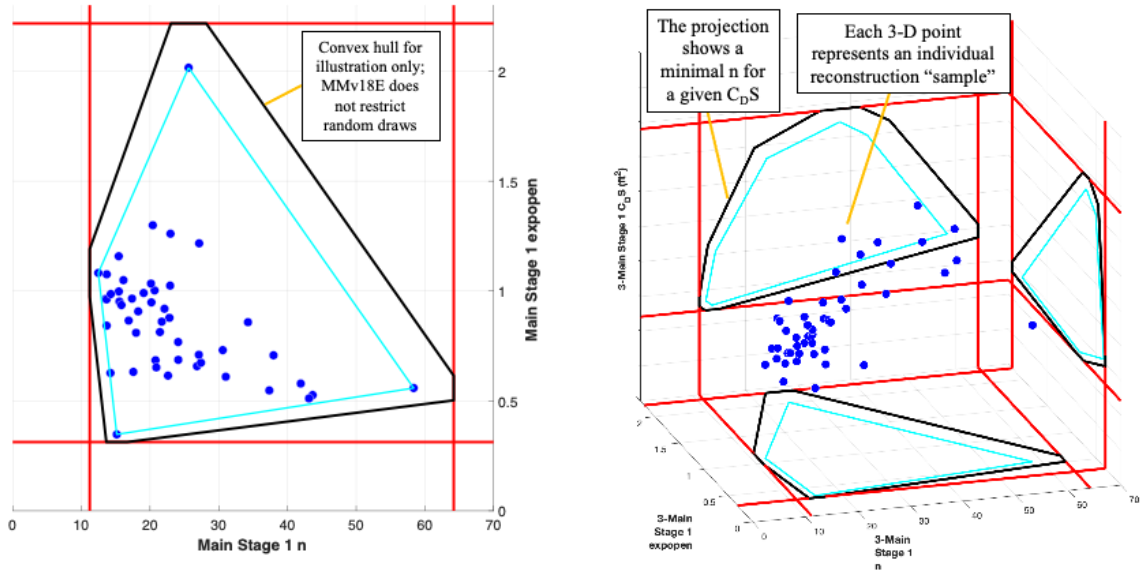 Convex hull for
illustration only;
MMv18E does
not restrict
random draws
2
1.5
1
0.5
0
Main Stage 1 expopen
0 10 20 30 40 50 60 70
Main Stage 1 n
The projection
shows a
minimal n for
a given CDS
Each 3-D point
represents an individual
reconstruction “sample”
3-Main Stage 1 CDS (ft²)
2
1.5
1
0.5
0
3-Main
Stage 1
expopen
0 10 20 30 40 50 60 70
3-Main
Stage 1
n